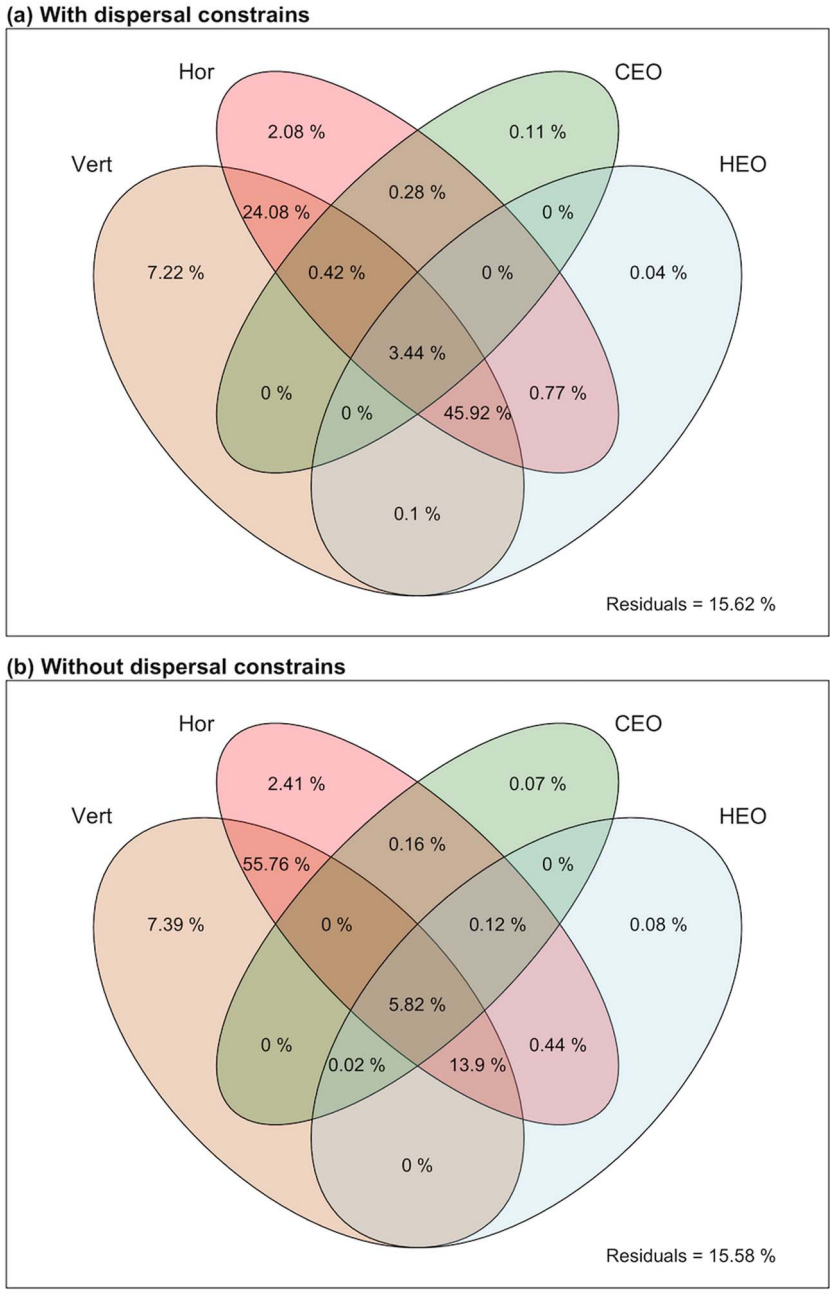 (a) With dispersal constrains
Hor
CEO
2.08 %
0.11 %
Vert
HEO
0.28 %
24.08 %
0 %
7.22 %
0.42 %
0 %
0.04 %
3.44 %
0 %
0.77 %
0 %
45.92 %
0.1 %
Residuals = 15.62 %
(b) Without dispersal constrains
Hor
CEO
2.41 %
0.07 %
Vert
HEO
0.16 %
55.76 %
0 %
7.39 %
0 %
0.12 %
0.08 %
5.82 %
0 %
0.44 %
0.02 %
13.9 %
0 %
Residuals = 15.58 %